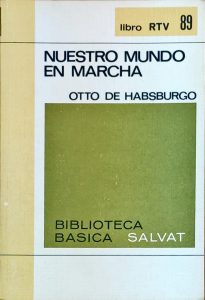 libro RTV 89
NUESTRO MUNDO
EN MARCHA
OTTO DE HABSBURGO
BIBLIOTECA
BASICA SALVAT